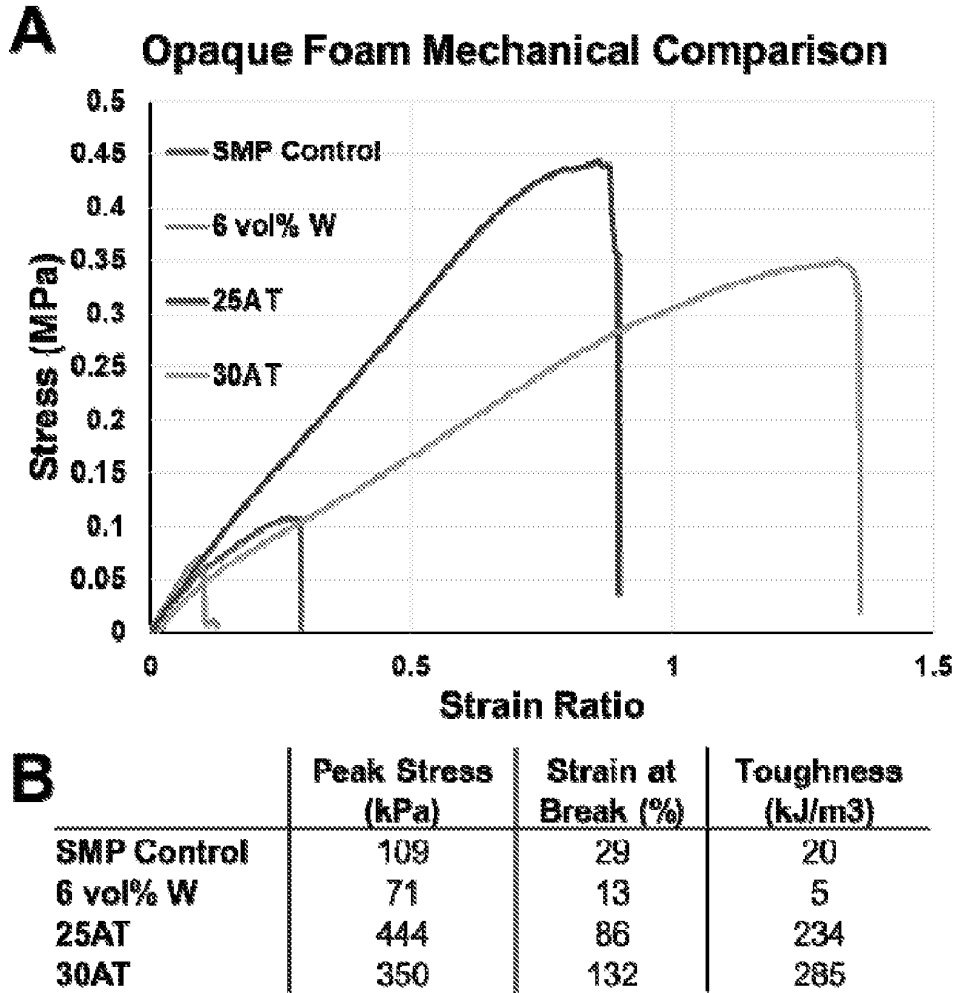 A
Opaque Foam Mechanical Comparison
0.5
0.45
0.4
0.35
0.3
0.25
0.2
0.15
0.1
0.05
0
Stress (MPa)
SMP Control
6 vol% W
25AT
30AT
0 0.5 1 1.5
Strain Ratio
B
Peak Stress (kPa) Strain at Break (%) Toughness (kJ/m3)
SMP Control 109 29 20
6 vol% W 71 13 5
25AT 444 86 234
30AT 350 132 285